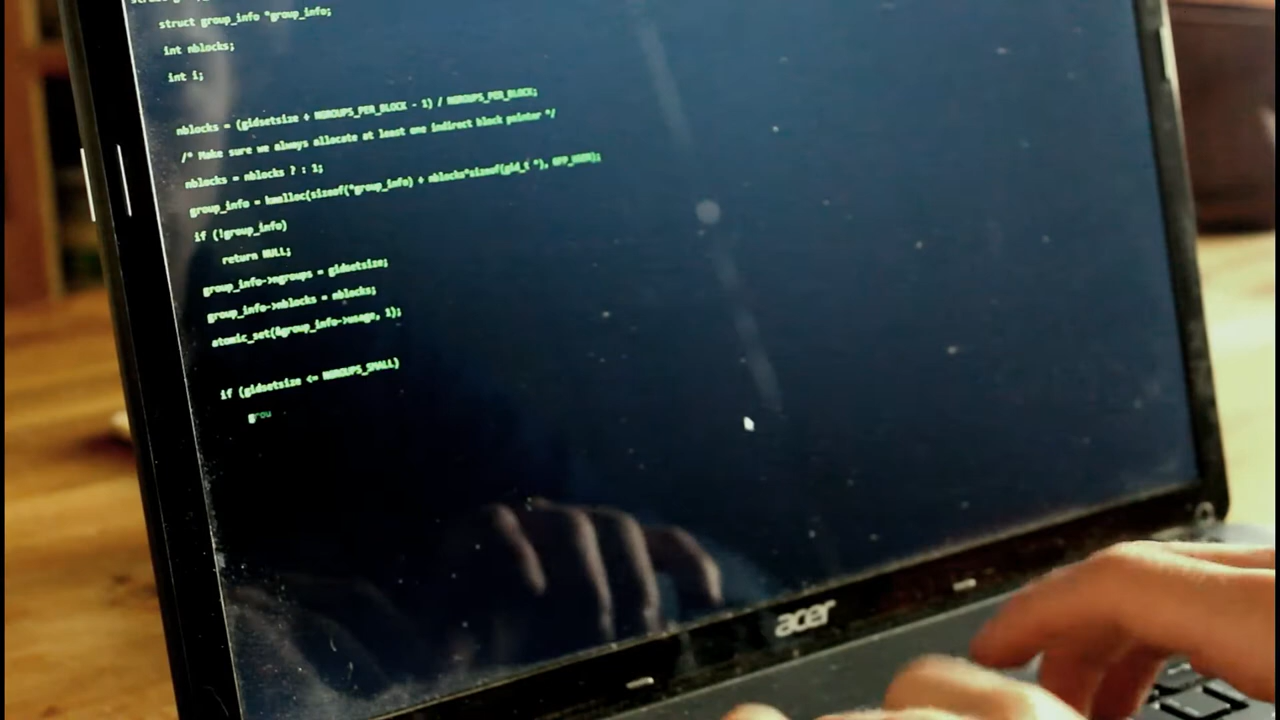 struct group_info *group_info;
int nblocks;
int i;
nblocks = (gidsetsize + NGROUPS_PER_BLOCK - 1) / NGROUPS_PER_BLOCK;
/* Make sure we always allocate at least one indirect block pointer */
nblocks = nblocks ? : 1;
group_info = kmalloc(sizeof(*group_info) + nblocks*sizeof(gid_t *), GFP_USER);
if (!group_info)
return NULL;
group_info->ngroups = gidsetsize;
group_info->nblocks = nblocks;
atomic_set(&group_info->usage, 1);
if (gidsetsize <= NGROUPS_SMALL)
grou
acer